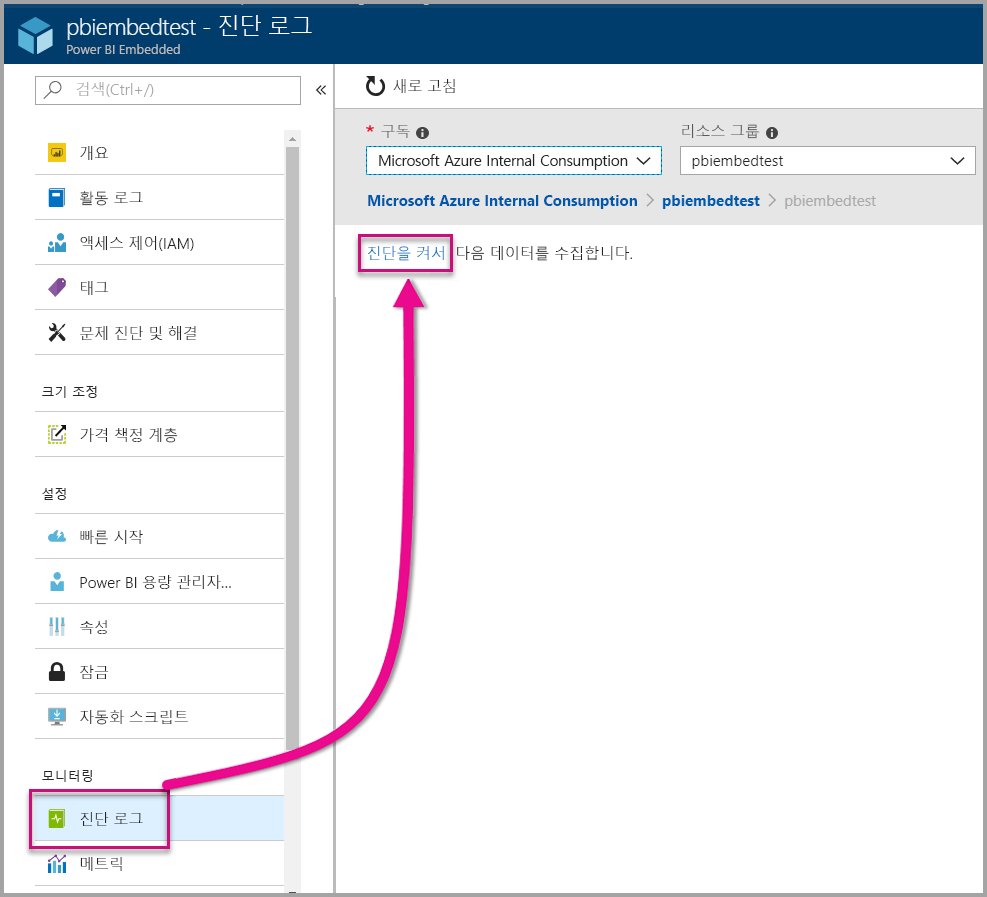 pbiembedtest - 진단 로그
Power BI Embedded
검색(Ctrl+/)
«
개요
활동 로그
액세스 제어(IAM)
태그
문제 진단 및 해결
크기 조정
가격 책정 계층
설정
빠른 시작
Power BI 용량 관리자...
속성
잠금
자동화 스크립트
모니터링
진단 로그
메트릭
새로 고침
* 구독
리소스 그룹
Microsoft Azure Internal Consumption
pbiembedtest
Microsoft Azure Internal Consumption > pbiembedtest > pbiembedtest
진단을 켜서 다음 데이터를 수집합니다.